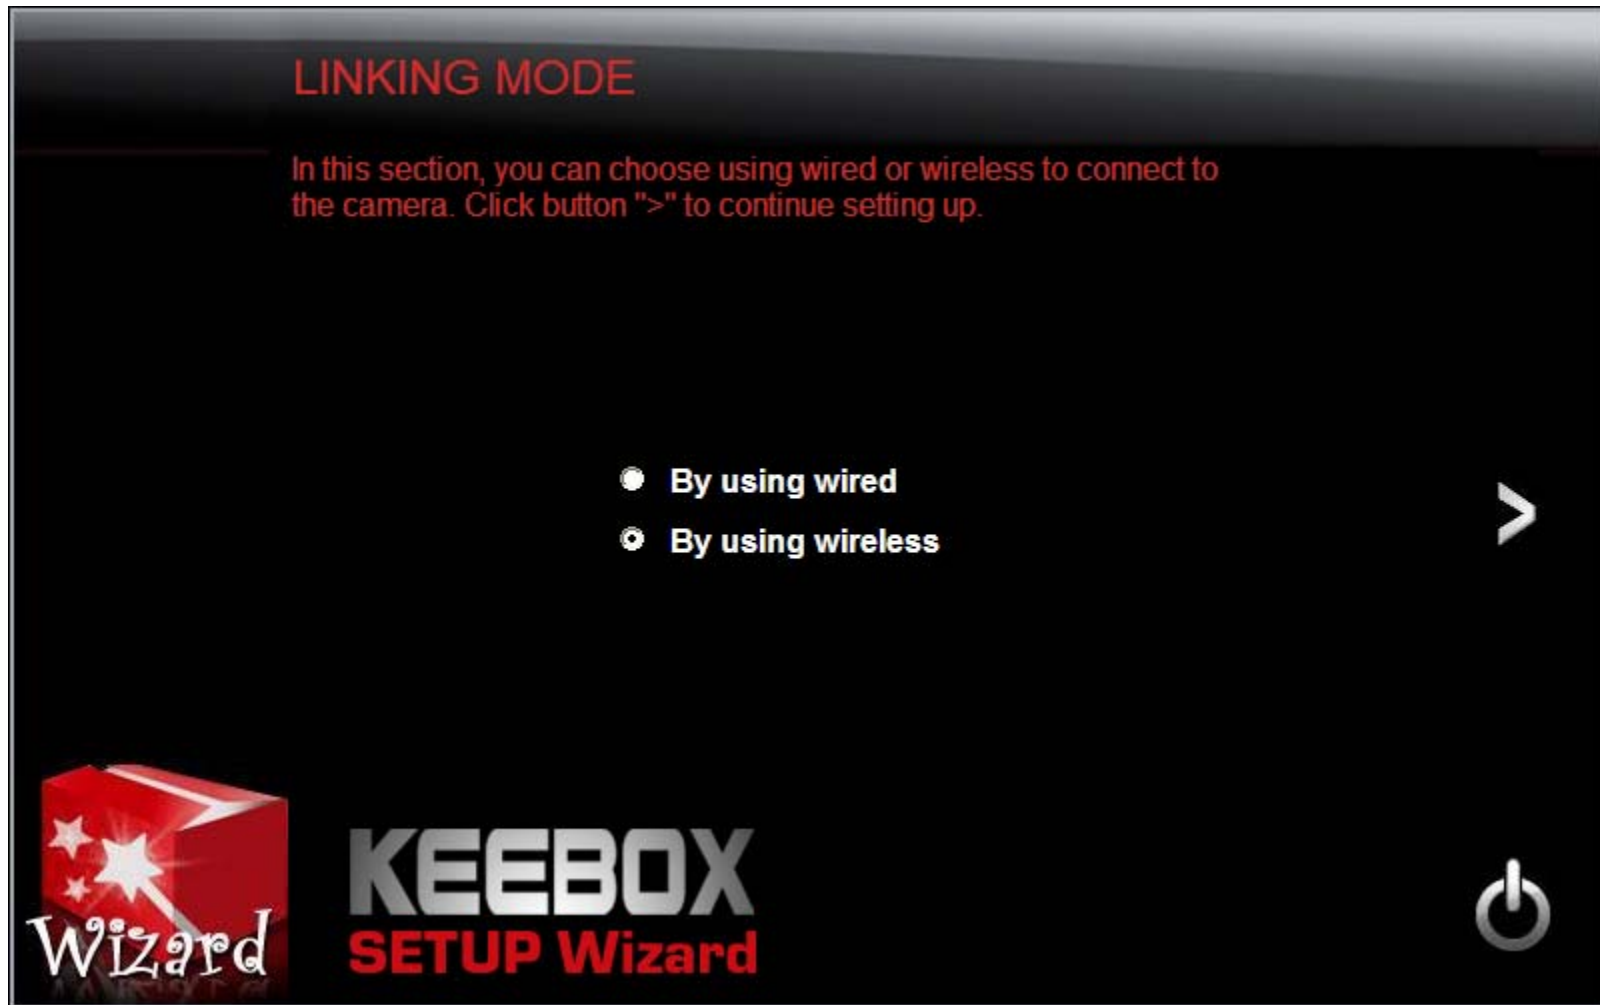 LINKING MODE
In this section, you can choose using wired or wireless to connect to
the camera. Click button ">" to continue setting up.
By using wired
By using wireless
>
Wizard
KEEBOX
SETUP Wizard